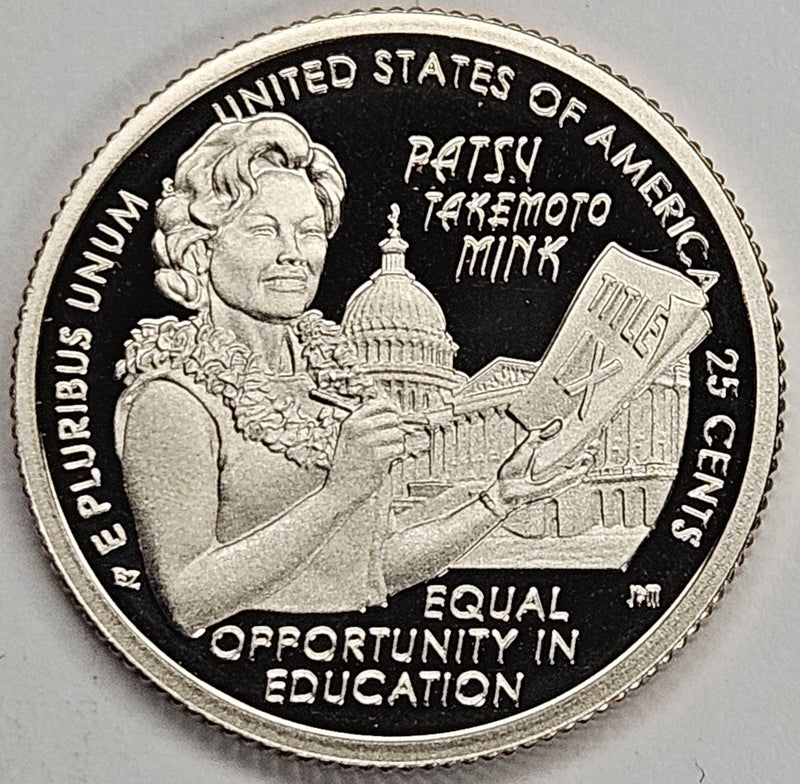 UNITED STATES OF AMERICA
PATSY
TAKEMOTO
MINK
TITLE
IX
25 CENTS
E PLURIBUS UNUM
EQUAL
OPPORTUNITY IN
EDUCATION